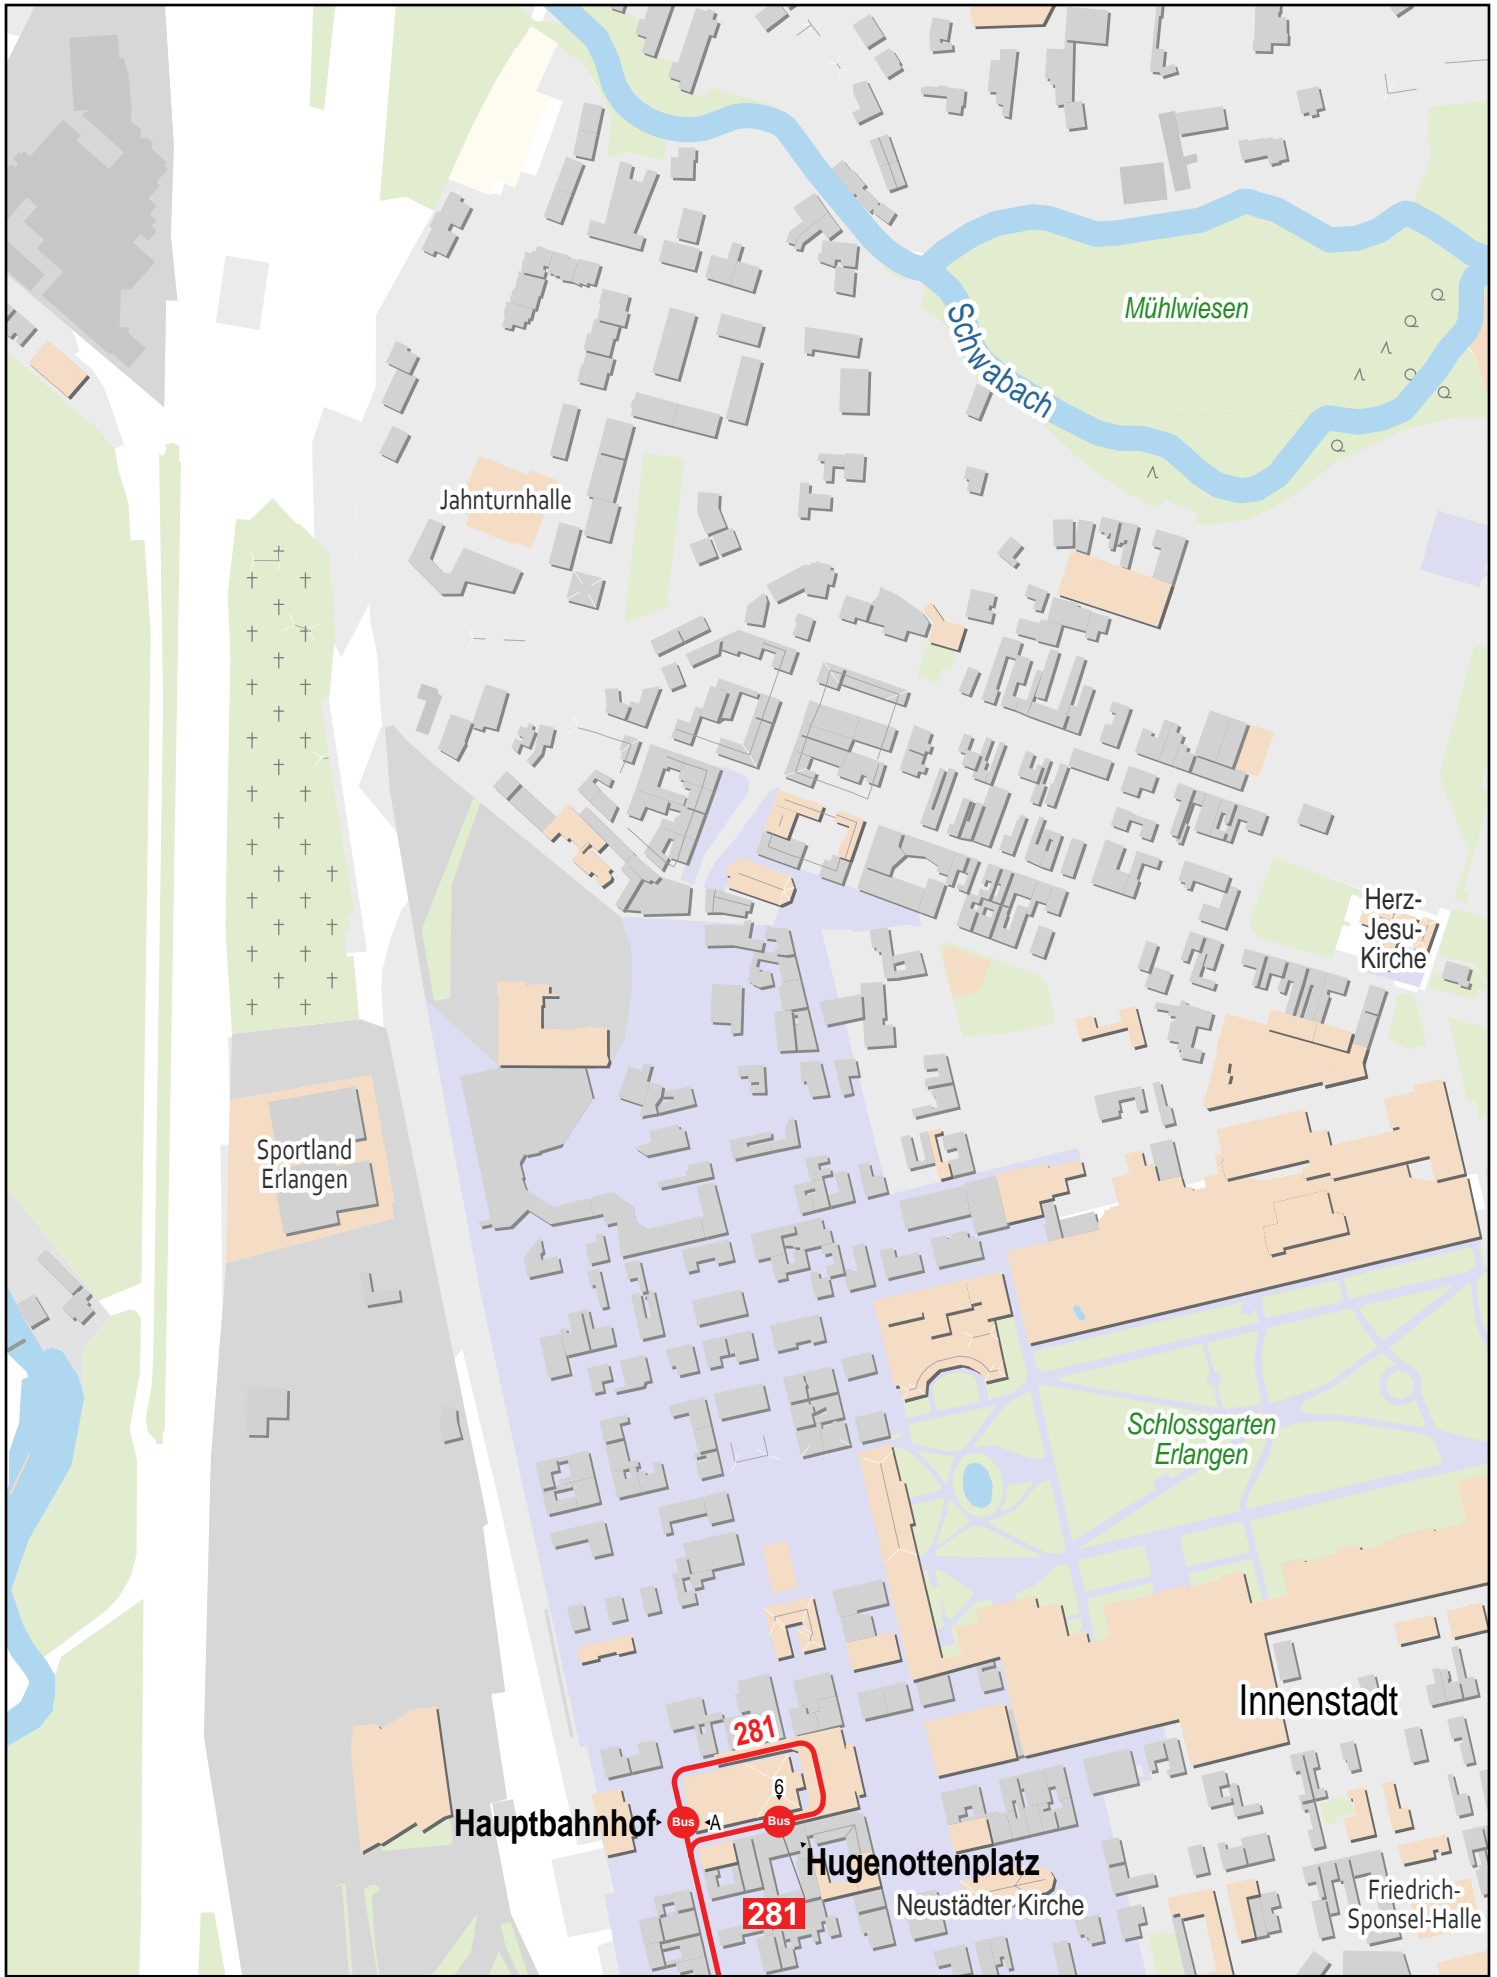 Mühlwiesen
Schwabach
Jahnturnhalle
Herz-
Jesu-
Kirche
Sportland
Erlangen
Schlossgarten
Erlangen
Innenstadt
281
6
Hauptbahnhof
Bus
A
Bus
Hugenottenplatz
281
Neustädter Kirche
Friedrich-
Sponsel-Halle